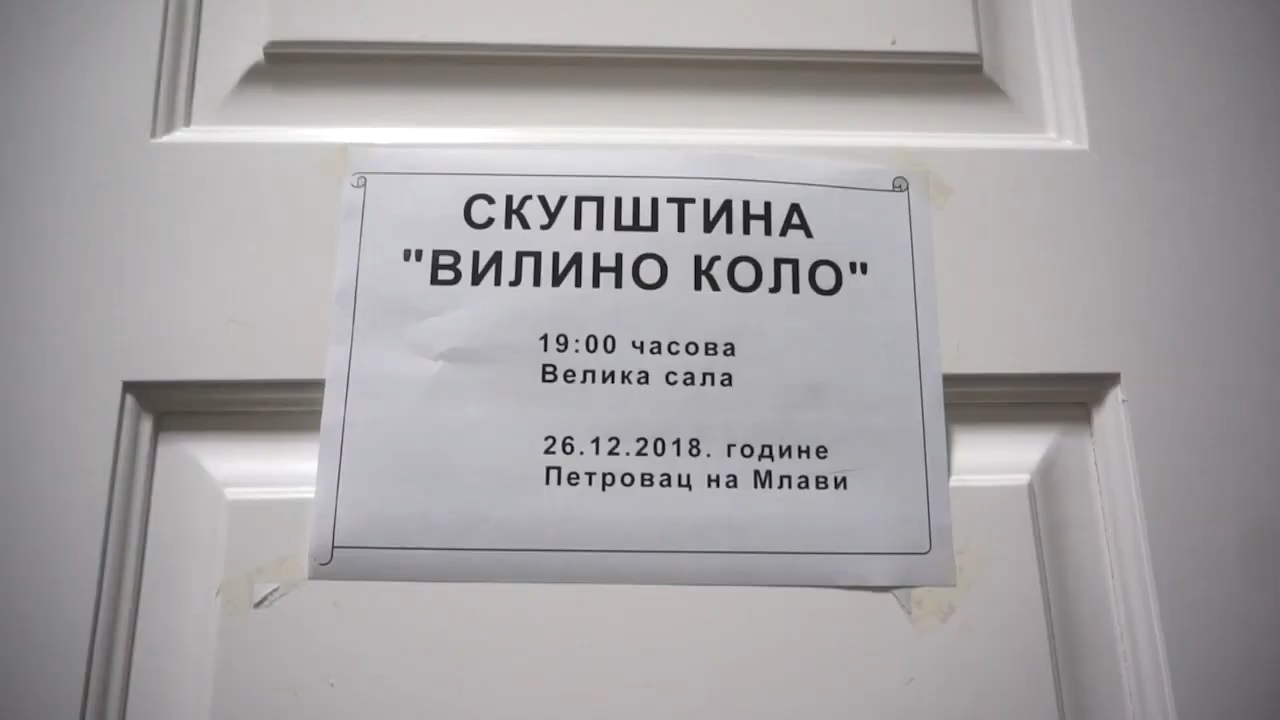 СКУПШТИНА
"ВИЛИНО КОЛО"
19:00 часова
Велика сала
26.12.2018. године
Петровац на Млави